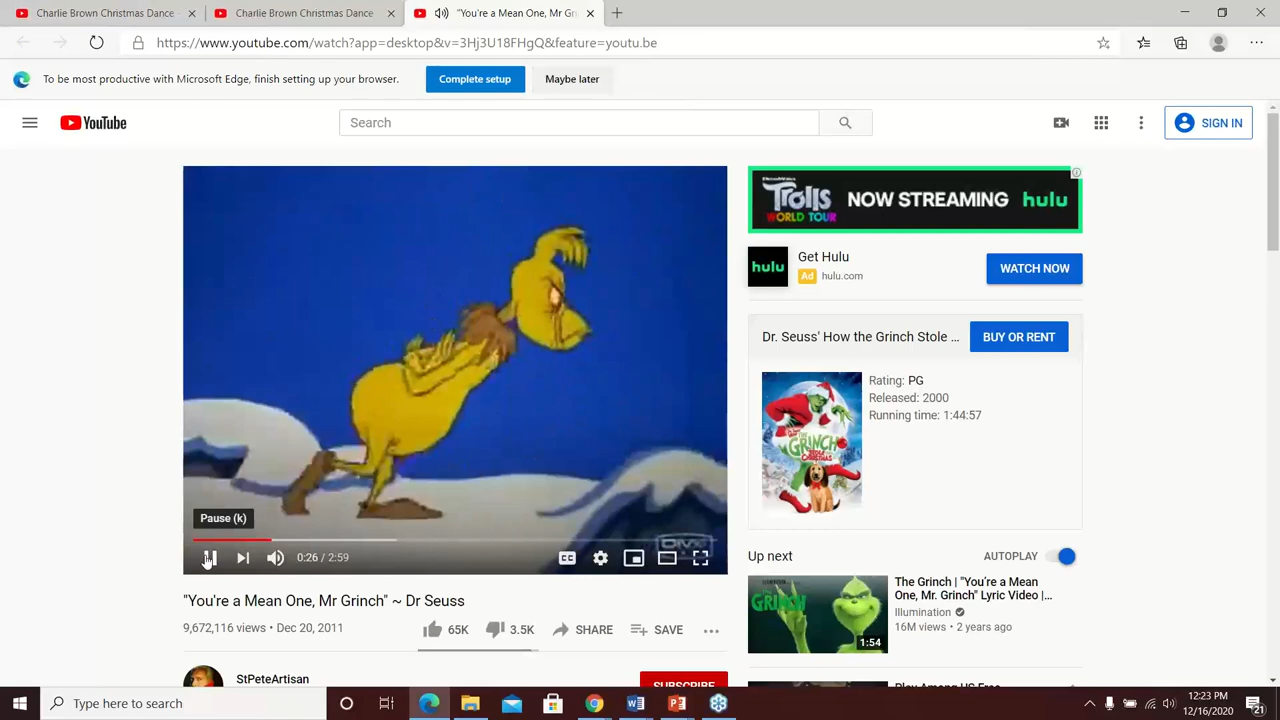 Charlie Brown Christmas Dance
Charlie Brown Christmas Dance
"You're a Mean One, Mr Gr
https://www.youtube.com/watch?app=desktop&v=3Hj3U18FHgQ&feature=youtu.be
To be most productive with Microsoft Edge, finish setting up your browser.
Complete setup
Maybe later
YouTube
Search
SIGN IN
DreamWorks
Trolls
WORLD TOUR
NOW STREAMING hulu
hulu
Get Hulu
Ad hulu.com
WATCH NOW
Dr. Seuss' How the Grinch Stole ...
BUY OR RENT
Rating: PG
Released: 2000
Running time: 1:44:57
Pause (k)
0:26 / 2:59
CC
"You're a Mean One, Mr Grinch" ~ Dr Seuss
9,672,116 views • Dec 20, 2011
65K
3.5K
SHARE
SAVE
StPeteArtisan
SUBSCRIBE
Up next
AUTOPLAY
The Grinch | "You're a Mean
One, Mr. Grinch" Lyric Video |...
Illumination
16M views • 2 years ago
1:54
Type here to search
12:23 PM
12/16/2020
21